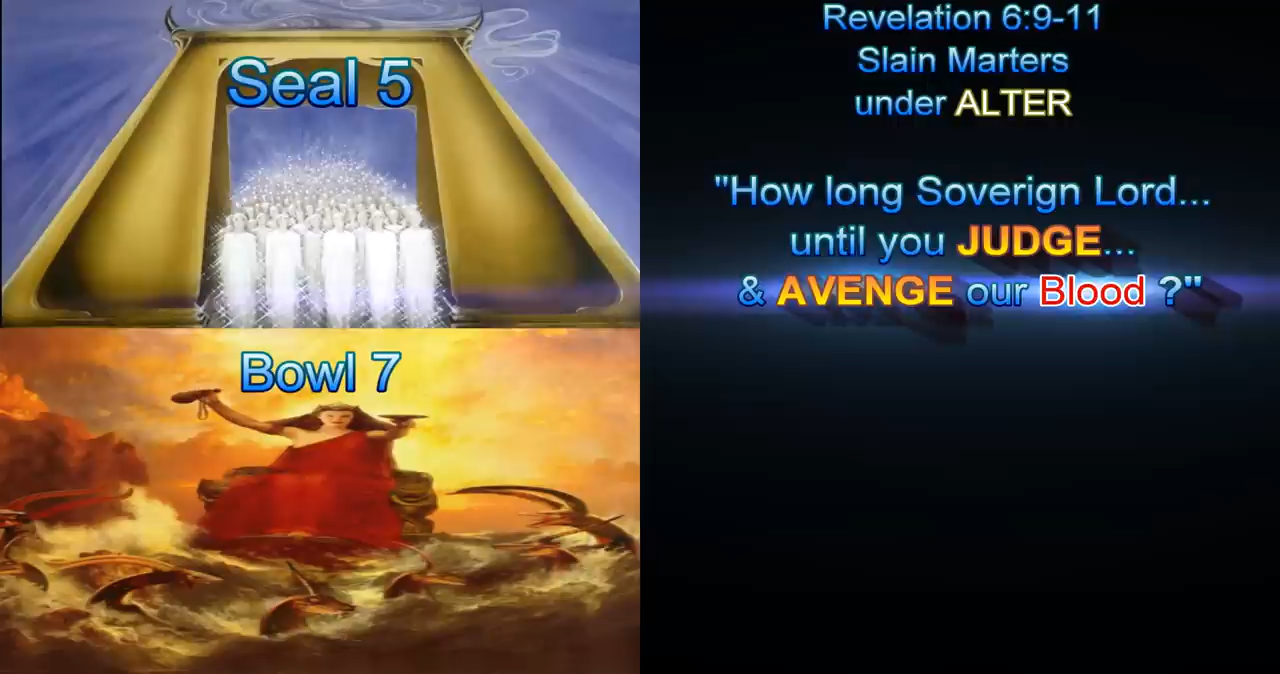 Seal 5
Bowl 7
Revelation 6:9-11
Slain Marters
under ALTER
"How long Soverign Lord...
until you JUDGE...
& AVENGE our Blood ?"